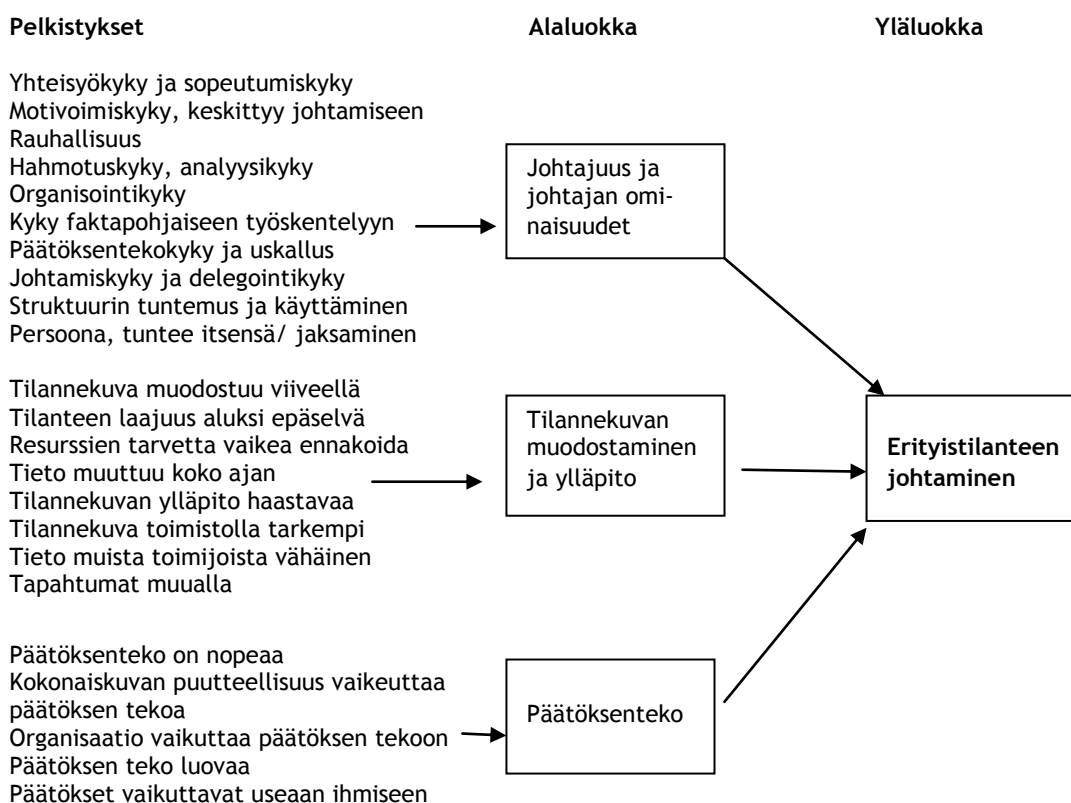 Pelkistykset Alaluokka Yläluokka
Yhteisyökyky ja sopeutumiskyky
Motivoimiskyky, keskittyy johtamiseen
Rauhallisuus
Hahmotuskyky, analyysikyky
Organisointikyky
Kyky faktapohjaiseen työskentelyyn
Päätöksentekokyky ja uskallus
Johtamiskyky ja delegointikyky
Struktuurin tuntemus ja käyttäminen
Persoona, tuntee itsensä/ jaksaminen
Johtajuus ja
johtajan omi-
naisuudet
Tilannekuva muodostuu viiveellä
Tilanteen laajuus aluksi epäselvä
Resurssien tarvetta vaikea ennakoida
Tieto muuttuu koko ajan
Tilannekuvan ylläpito haastavaa
Tilannekuva toimistolla tarkempi
Tieto muista toimijoista vähäinen
Tapahtumat muualla
Tilannekuvan
muodostaminen
ja ylläpito
Erityistilanteen
johtaminen
Päätöksenteko on nopeaa
Kokonaiskuvan puutteellisuus vaikeuttaa
päätöksen tekoa
Organisaatio vaikuttaa päätöksen tekoon
Päätöksen teko luovaa
Päätökset vaikuttavat useaan ihmiseen
Päätöksenteko